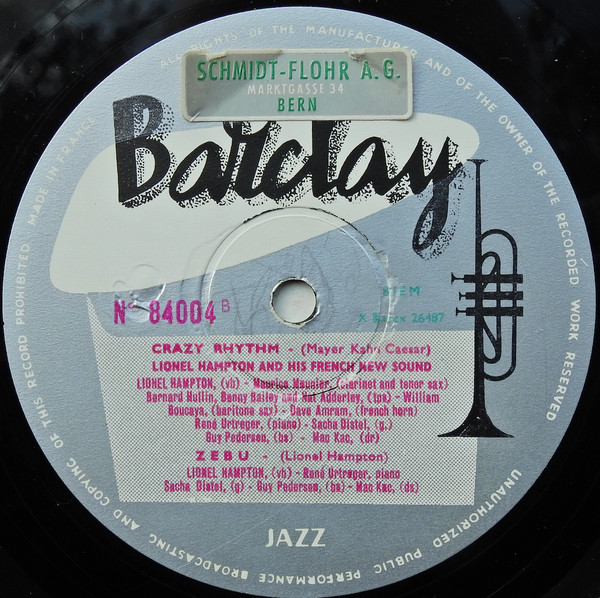 ALL RIGHTS OF THE MANUFACTURER AND OF THE OWNER OF THE RECORDED WORK RESERVED
UNAUTHORIZED PUBLIC PERFORMANCE BROADCASTING AND COPYING OF THIS RECORD PROHIBITED
MADE IN FRANCE
SCHMIDT-FLOHR A.G.
MARKTGASSE 34
BERN
Barclay
BIEM
Nº 84004 B
26487
CRAZY RHYTHM - (Mayer Kahn Caesar)
LIONEL HAMPTON AND HIS FRENCH NEW SOUND
LIONEL HAMPTON, (vb) - Maurice Meunier, (clarinet and tenor sax)
Bernard Hullin, Benny Bailey and Nat Adderley, (tps) - William
Boucaya, (baritone sax) - Dave Amram, (french horn)
René Urtreger, (piano) - Sacha Distel, (g.)
Guy Pedersen, (bs) - Mac Kac, (dr)
ZEBU - (Lionel Hampton)
LIONEL HAMPTON, (vh) - René Urtreger, piano
Sacha Distel, (g) - Guy Pedersen, (bs) - Mac Kac, (ds)
JAZZ